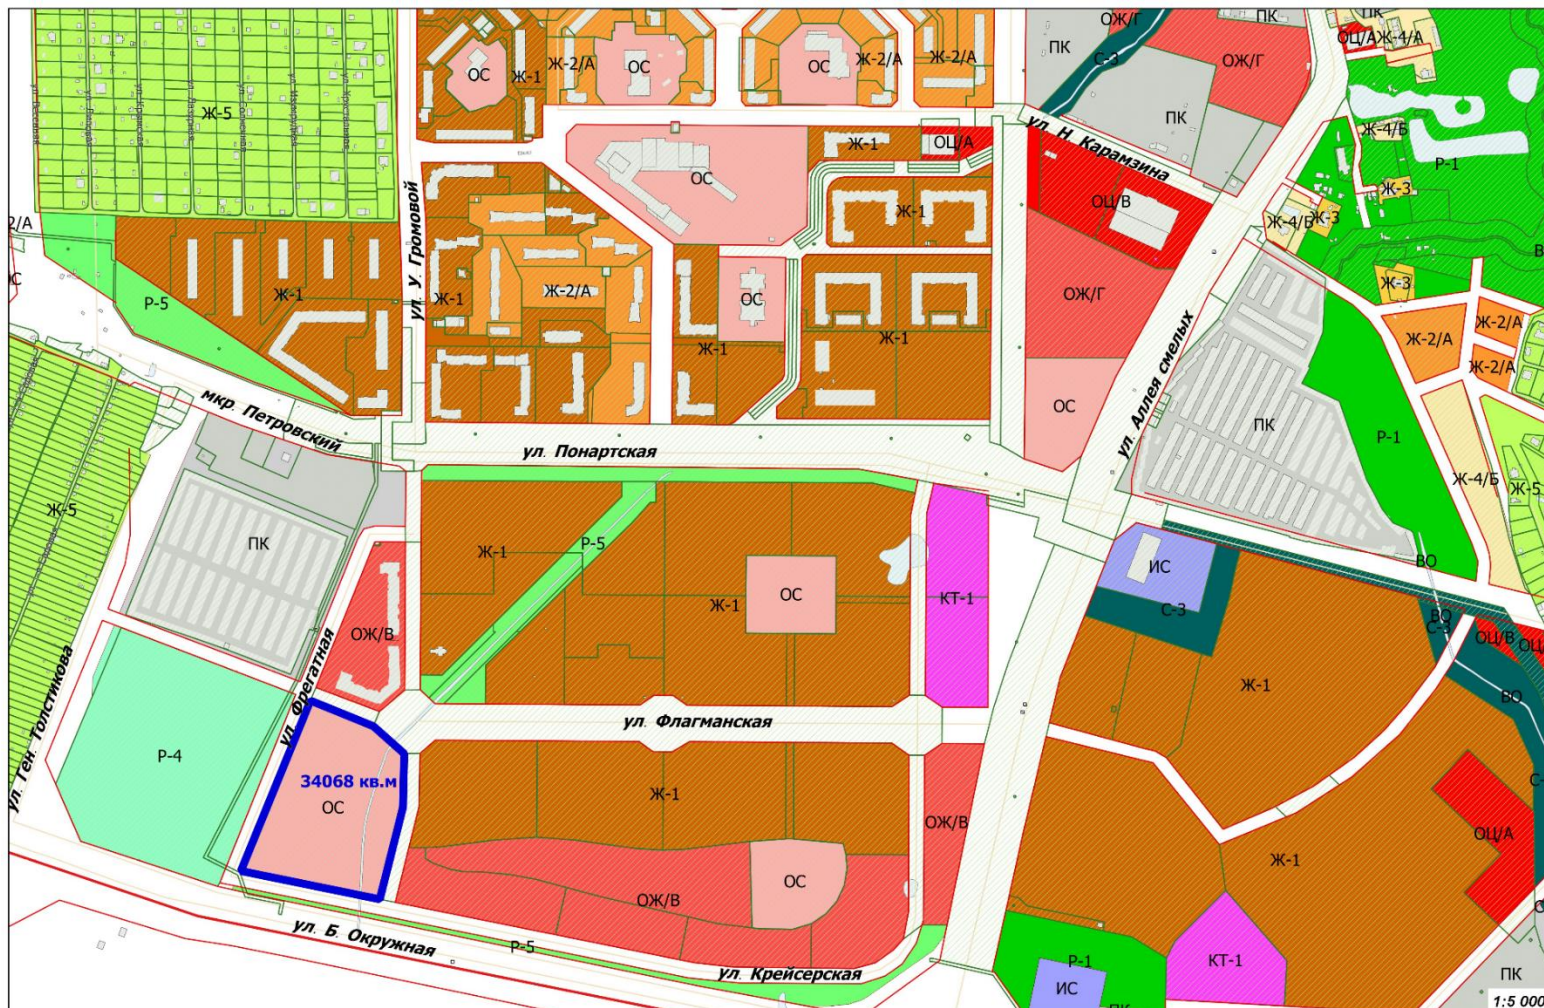 ОЖ/Г
ПК
ПК
ПК
ОЦ/А
Ж-4/А
С-3
ОЖ/Г
ОС
Ж-1
Ж-2/А
ОС
ОС
Ж-2/А
Ж-2/А
Ж-5
ПК
ул. Н. Карамзина
Ж-4/Б
Р-1
Ж-1
ОЦ/А
ОС
ул. У. Громовой
ОЦ/В
Ж-3
Ж-4/Б
Ж-3
Ж-1
2/А
ОС
Р-5
Ж-1
Ж-1
Ж-2/А
ОС
ОЖ/Г
Ж-3
Ж-2/А
Ж-2/А
Ж-2/А
Ж-1
Ж-1
ул. Аллея смелых
мкр. Петровский
ОС
ПК
Р-1
ул. Понартская
Ж-4/Б
Ж-5
Ж-5
ПК
Ж-1
Р-5
ИС
ВО
ОС
КТ-1
Ж-1
С-3
ВО
С-3
ОЦ/В
ОЖ/В
ул. Фрегатная
Ж-1
ВО
ул. Флагманская
ул. Ген. Толстикова
Р-4
34068 кв.м
ОС
Ж-1
ОЖ/В
ОЦ/А
Ж-1
ОС
ОЖ/В
ул. Б. Окружная
Р-5
ул. Крейсерская
Р-1
КТ-1
ИС
ПК
ПК
1:5 000